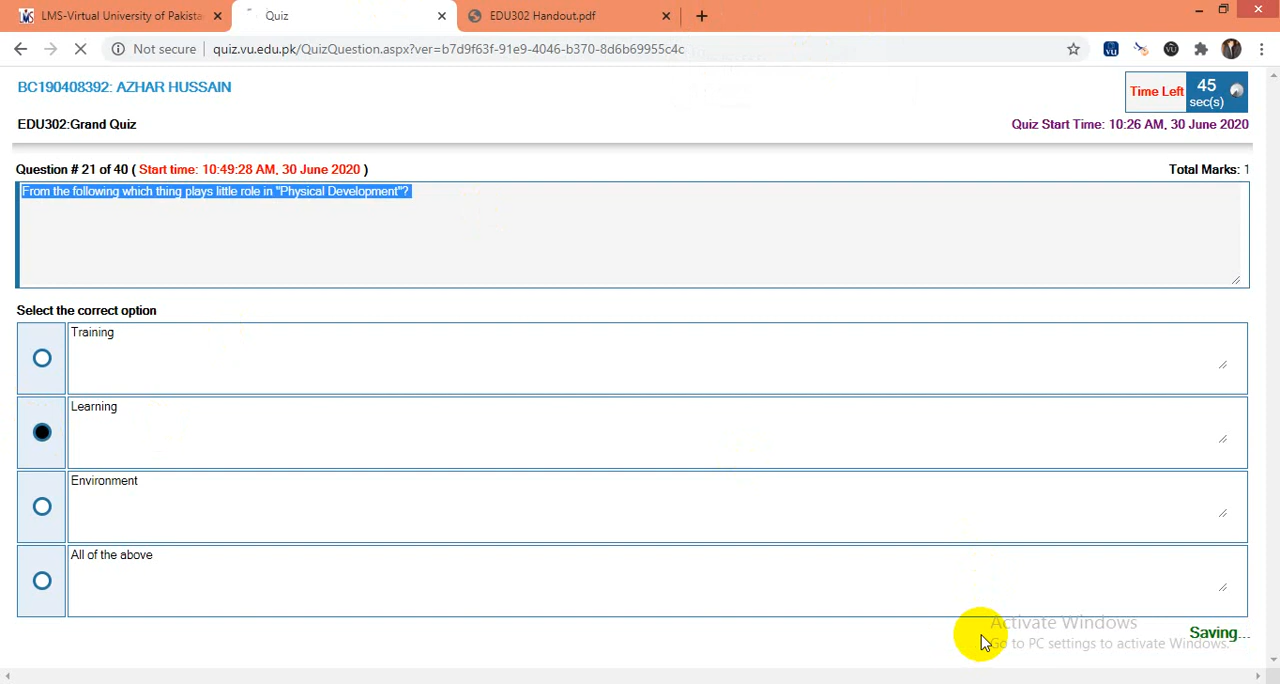 LMS-Virtual University of Pakista
Quiz
EDU302 Handout.pdf
Not secure
quiz.vu.edu.pk/QuizQuestion.aspx?ver=b7d9f63f-91e9-4046-b370-8d6b69955c4c
BC190408392: AZHAR HUSSAIN
Time Left 45 sec(s)
EDU302:Grand Quiz
Quiz Start Time: 10:26 AM, 30 June 2020
Question # 21 of 40 ( Start time: 10:49:28 AM, 30 June 2020 )
Total Marks: 1
From the following which thing plays little role in "Physical Development"?
Select the correct option
Training
Learning
Environment
All of the above
Activate Windows
Saving...
Go to PC settings to activate Windows.